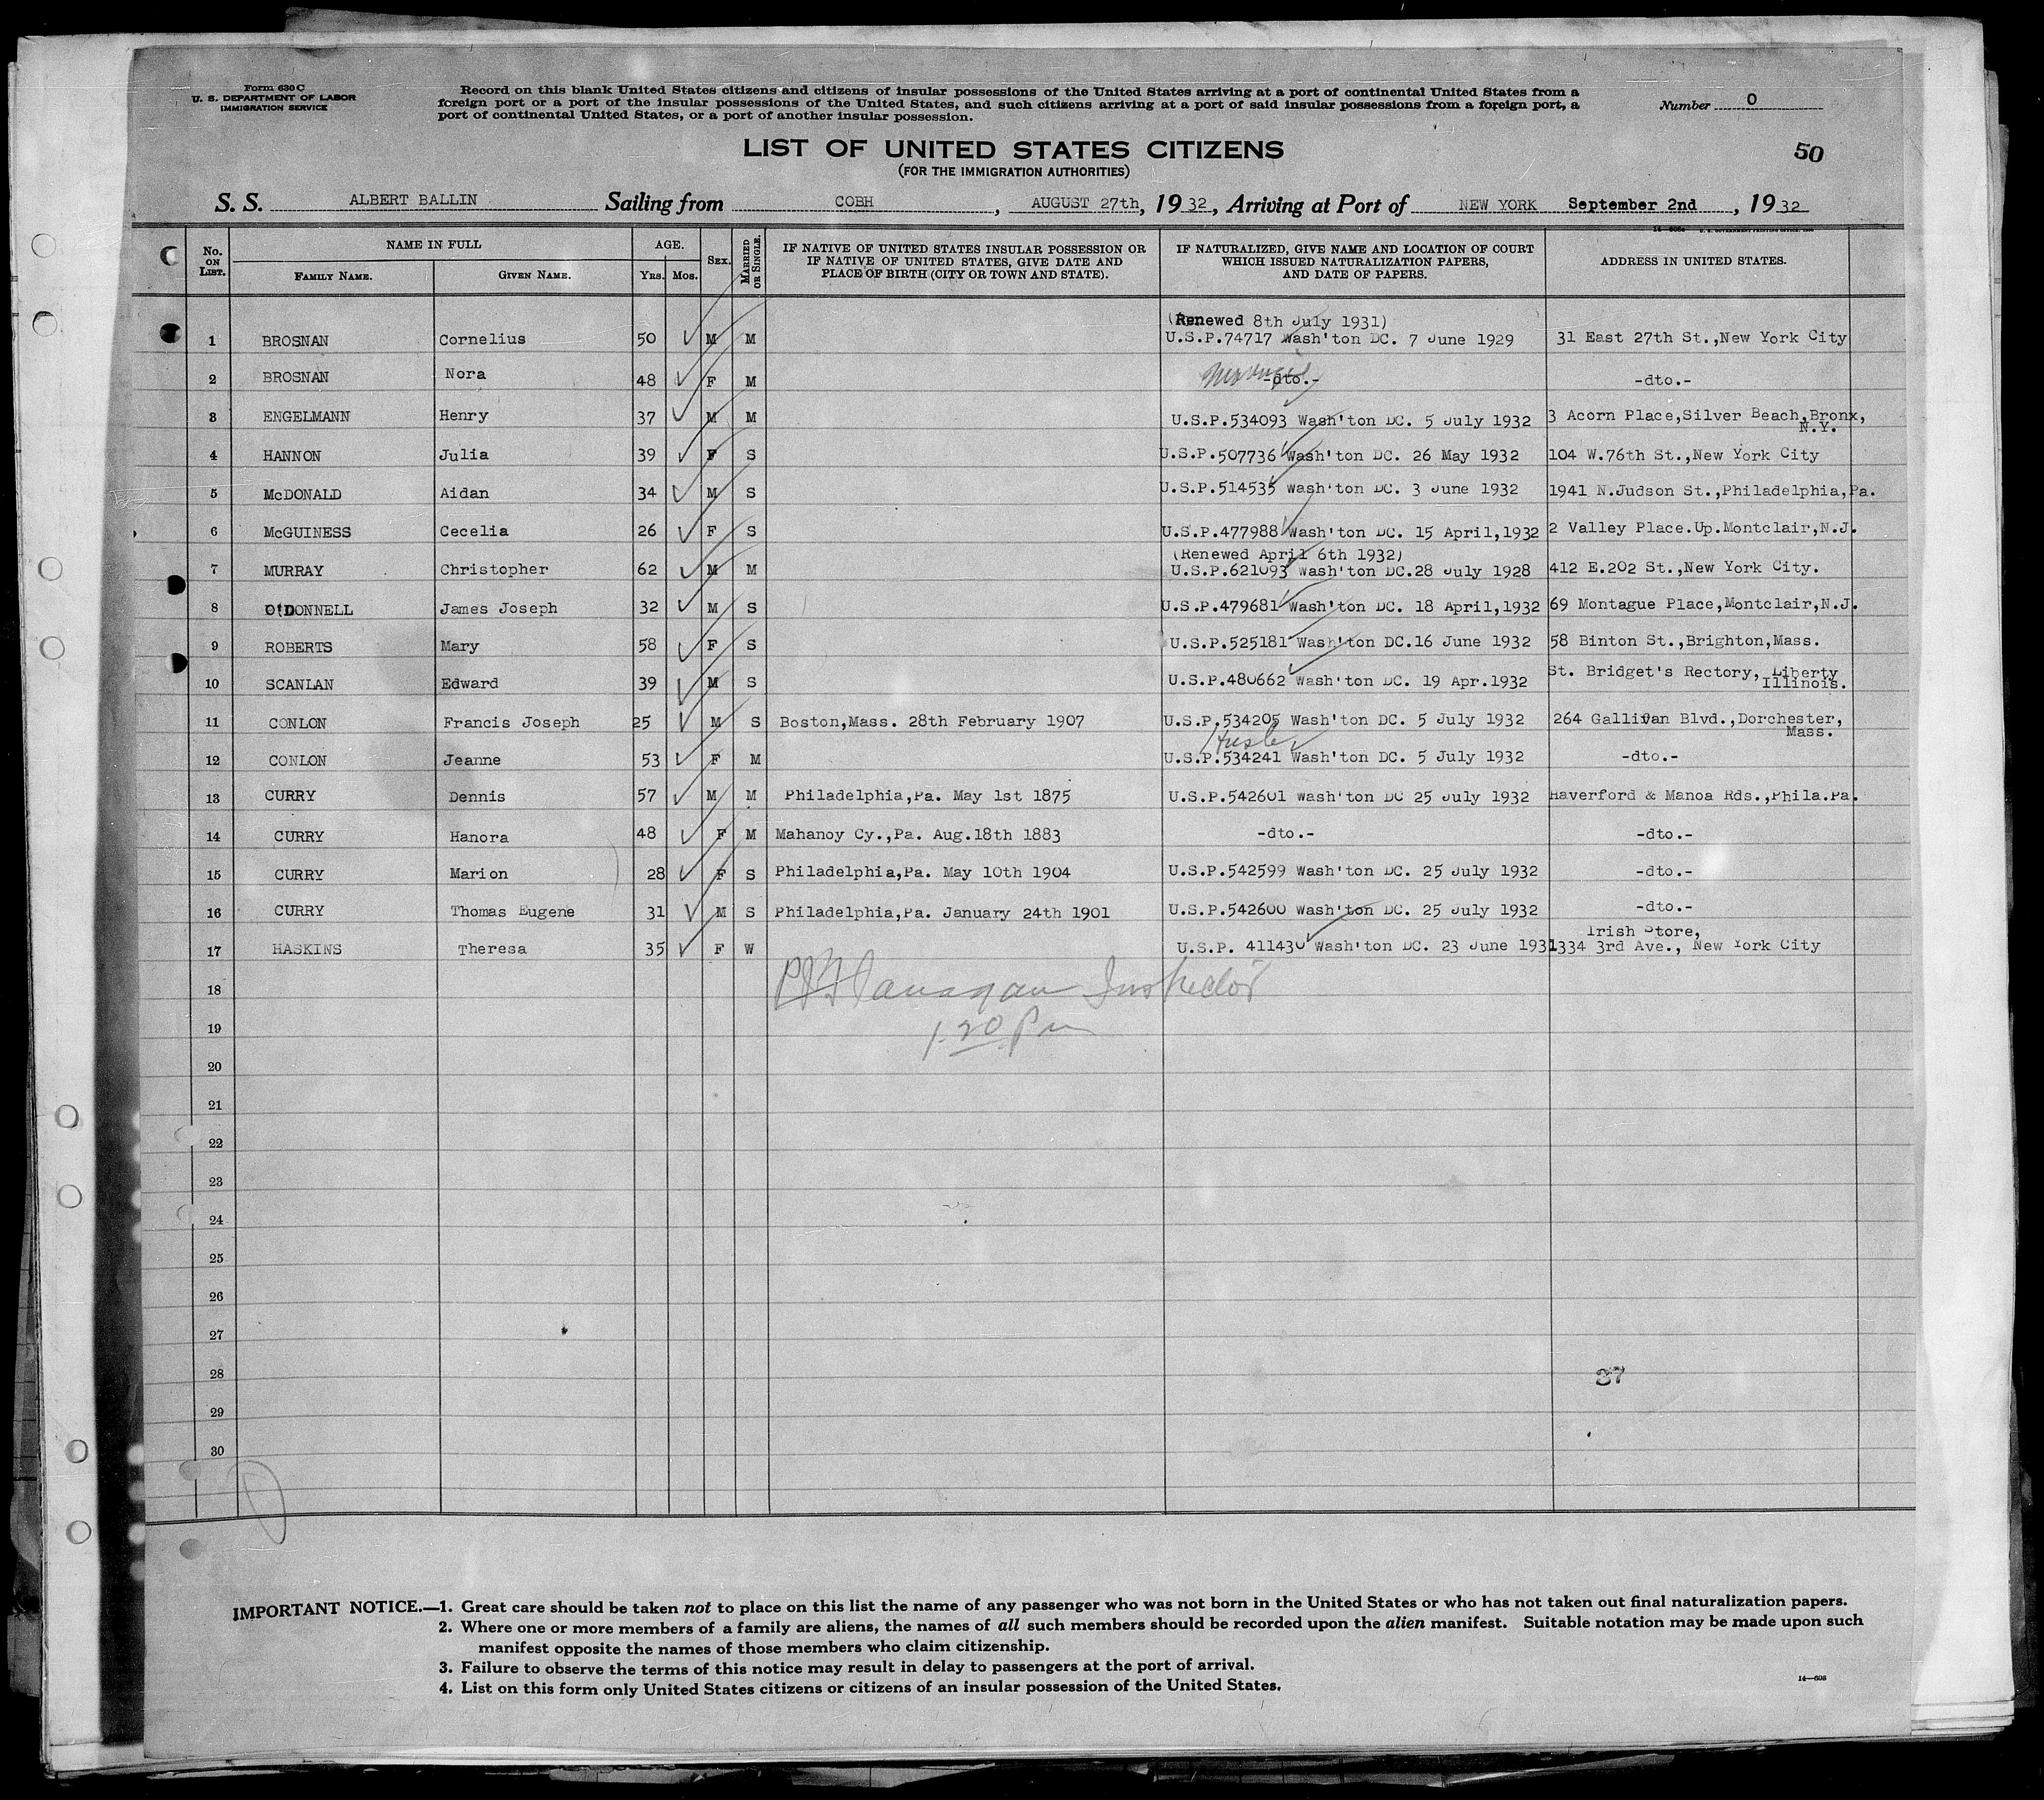 Form 630 C
U. S. DEPARTMENT OF LABOR
IMMIGRATION SERVICE
Record on this blank United States citizens and citizens of insular possessions of the United States arriving at a port of continental United States from a
foreign port or a port of the insular possessions of the United States, and such citizens arriving at a port of said insular possessions from a foreign port, a
port of continental United States, or a port of another insular possession.
Number 0
LIST OF UNITED STATES CITIZENS
50
(FOR THE IMMIGRATION AUTHORITIES)
S. S. ALBERT BALLIN Sailing from COBH, AUGUST 27th, 1932, Arriving at Port of NEW YORK September 2nd, 1932
No. ON LIST. NAME IN FULL FAMILY NAME. GIVEN NAME. AGE. YRS. MOS. SEX. MARRIED OR SINGLE. IF NATIVE OF UNITED STATES INSULAR POSSESSION OR IF NATIVE OF UNITED STATES, GIVE DATE AND PLACE OF BIRTH (CITY OR TOWN AND STATE). IF NATURALIZED, GIVE NAME AND LOCATION OF COURT WHICH ISSUED NATURALIZATION PAPERS, AND DATE OF PAPERS. ADDRESS IN UNITED STATES.
(Renewed 8th July 1931)
1 BROSNAN Cornelius 50 M M U.S.P.74717 Wash'ton DC. 7 June 1929 31 East 27th St.,New York City
2 BROSNAN Nora 48 F M -dto.- -dto.-
3 ENGELMANN Henry 37 M M U.S.P.534093 Wash'ton DC. 5 July 1932 3 Acorn Place,Silver Beach,Bronx,
N.Y.
4 HANNON Julia 39 F S U.S.P.507736 Wash'ton DC. 26 May 1932 104 W.76th St.,New York City
5 McDONALD Aidan 34 M S U.S.P.514535 Wash'ton DC. 3 June 1932 1941 N.Judson St.,Philadelphia,Pa.
6 McGUINESS Cecelia 26 F S U.S.P.477988 Wash'ton DC. 15 April,1932 2 Valley Place.Up.Montclair,N.J.
(Renewed April 6th 1932)
7 MURRAY Christopher 62 M M U.S.P.621093 Wash'ton DC.28 July 1928 412 E.202 St.,New York City.
8 O'DONNELL James Joseph 32 M S U.S.P.479681 Wash'ton DC. 18 April,1932 69 Montague Place,Montclair,N.J.
9 ROBERTS Mary 58 F S U.S.P.525181 Wash'ton DC.16 June 1932 58 Binton St.,Brighton,Mass.
10 SCANLAN Edward 39 M S U.S.P.480662 Wash'ton DC. 19 Apr.1932 St. Bridget's Rectory, Liberty
Illinois.
11 CONLON Francis Joseph 25 M S Boston,Mass. 28th February 1907 U.S.P.534205 Wash'ton DC. 5 July 1932 264 Gallivan Blvd.,Dorchester,
Mass.
12 CONLON Jeanne 53 F M U.S.P.534241 Wash'ton DC. 5 July 1932 -dto.-
13 CURRY Dennis 57 M M Philadelphia,Pa. May 1st 1875 U.S.P.542601 Wash'ton DC 25 July 1932 Haverford & Manoa Rds.,Phila.Pa.
14 CURRY Hanora 48 F M Mahanoy Cy.,Pa. Aug.18th 1883 -dto.- -dto.-
15 CURRY Marion 28 F S Philadelphia,Pa. May 10th 1904 U.S.P.542599 Wash'ton DC. 25 July 1932 -dto.-
16 CURRY Thomas Eugene 31 M S Philadelphia,Pa. January 24th 1901 U.S.P.542600 Wash'ton DC. 25 July 1932 -dto.-
Irish Store,
17 HASKINS Theresa 35 F W U.S.P. 411430 Wash'ton DC. 23 June 1931 334 3rd Ave., New York City
18 Flanagan Inspector
19 1.20 Pm
20
21
22
23
24
25
26
27
28 37
29
30
IMPORTANT NOTICE.—1. Great care should be taken not to place on this list the name of any passenger who was not born in the United States or who has not taken out final naturalization papers.
2. Where one or more members of a family are aliens, the names of all such members should be recorded upon the alien manifest. Suitable notation may be made upon such
manifest opposite the names of those members who claim citizenship.
3. Failure to observe the terms of this notice may result in delay to passengers at the port of arrival.
4. List on this form only United States citizens or citizens of an insular possession of the United States.
14—608